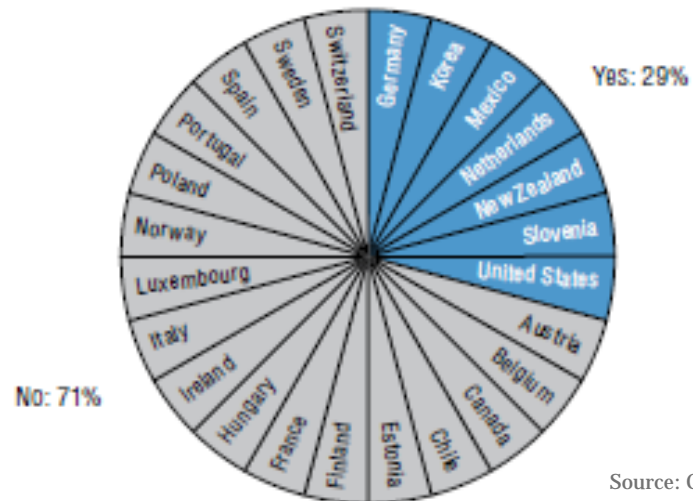 Yes: 29%
Germany
Korea
Mexico
Netherlands
New Zealand
Slovenia
United States
Austria
Belgium
Canada
Chile
Estonia
Finland
France
Hungary
Ireland
Italy
Luxembourg
Norway
Poland
Portugal
Spain
Sweden
Switzerland
No: 71%
Source: